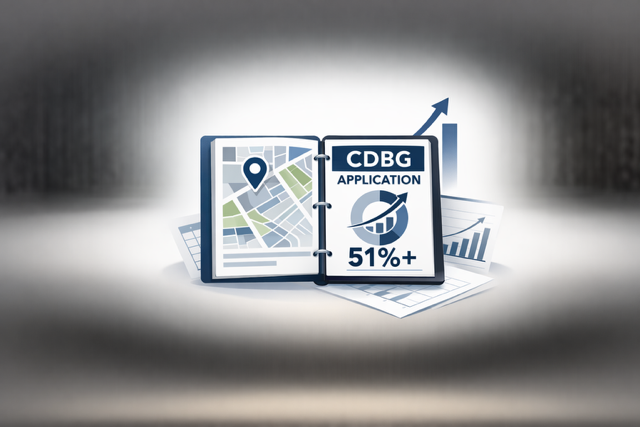 CDBG
APPLICATION
51%+